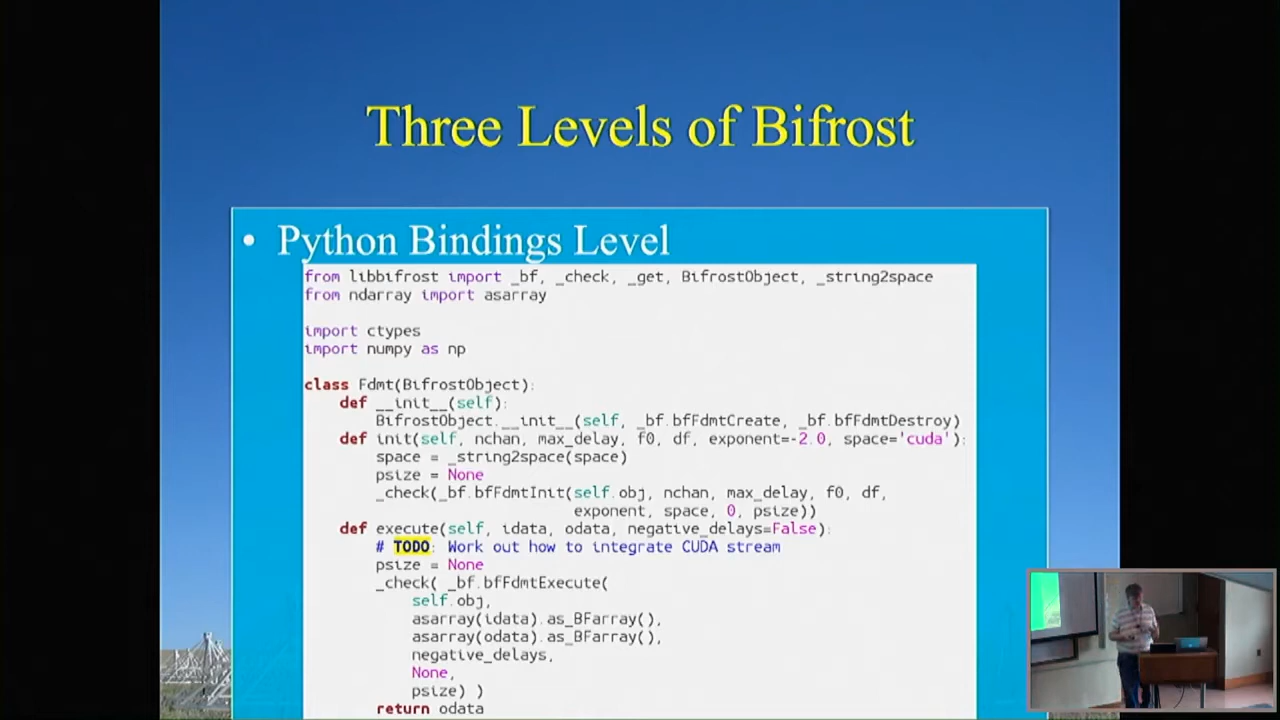 Three Levels of Bifrost
• Python Bindings Level
from libbifrost import _bf, _check, _get, BifrostObject, _string2space
from ndarray import asarray
import ctypes
import numpy as np
class Fdmt(BifrostObject):
    def __init__(self):
        BifrostObject.__init__(self, _bf.bfFdmtCreate, _bf.bfFdmtDestroy)
    def init(self, nchan, max_delay, f0, df, exponent=-2.0, space='cuda'):
        space = _string2space(space)
        psize = None
        _check(_bf.bfFdmtInit(self.obj, nchan, max_delay, f0, df,
                              exponent, space, 0, psize))
    def execute(self, idata, odata, negative_delays=False):
        # TODO: Work out how to integrate CUDA stream
        psize = None
        _check( _bf.bfFdmtExecute(
            self.obj,
            asarray(idata).as_BFarray(),
            asarray(odata).as_BFarray(),
            negative_delays,
            None,
            psize) )
        return odata